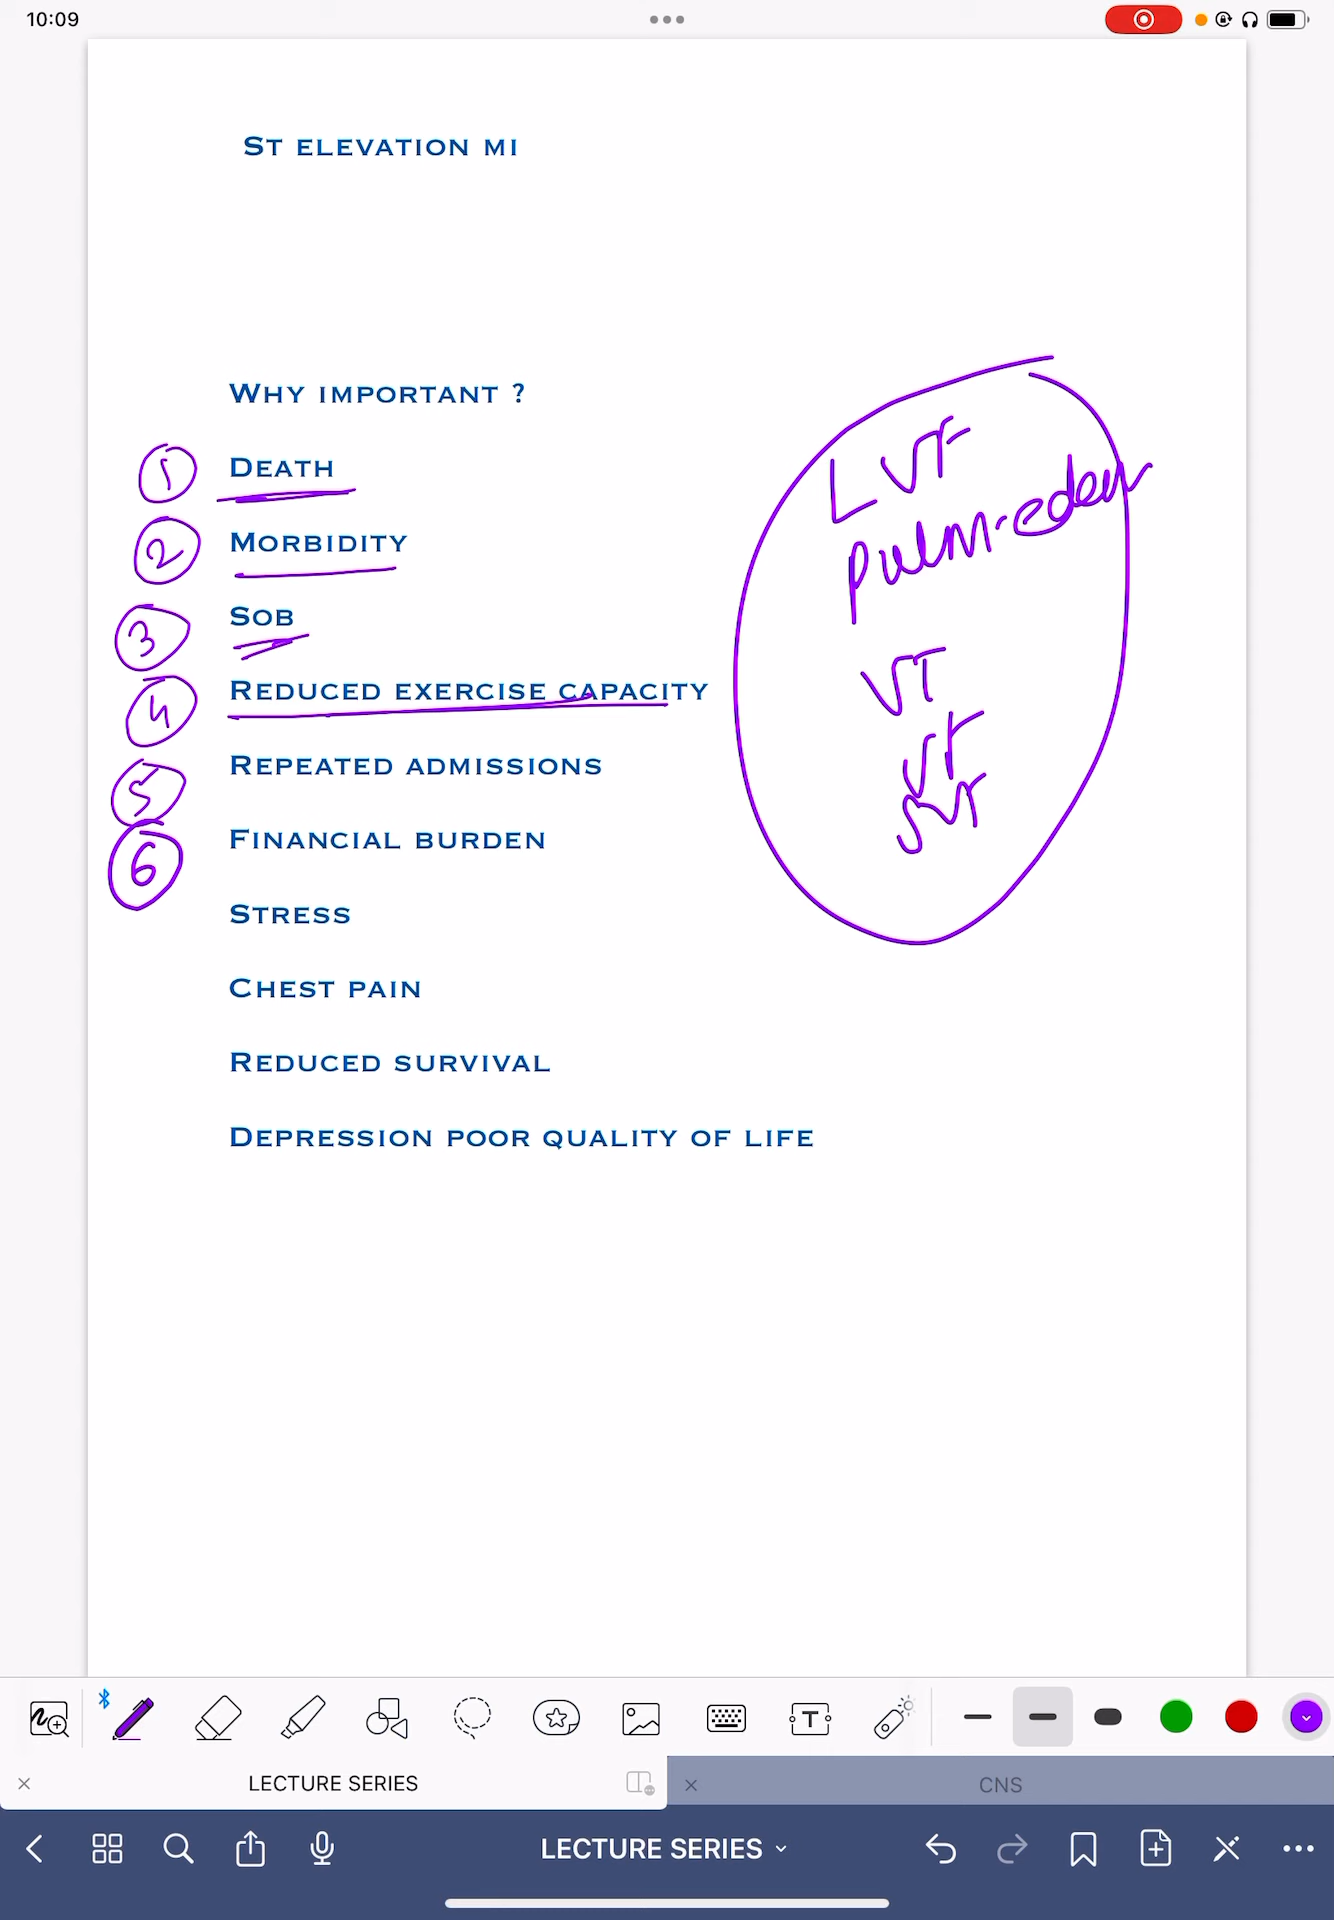 10:09
ST ELEVATION MI
WHY IMPORTANT ?
1 DEATH
2 MORBIDITY
3 SOB
4 REDUCED EXERCISE CAPACITY
5 REPEATED ADMISSIONS
6 FINANCIAL BURDEN
STRESS
CHEST PAIN
REDUCED SURVIVAL
DEPRESSION POOR QUALITY OF LIFE
LVF
pulm.
VT
VF
SVT
T
LECTURE SERIES
CNS
LECTURE SERIES